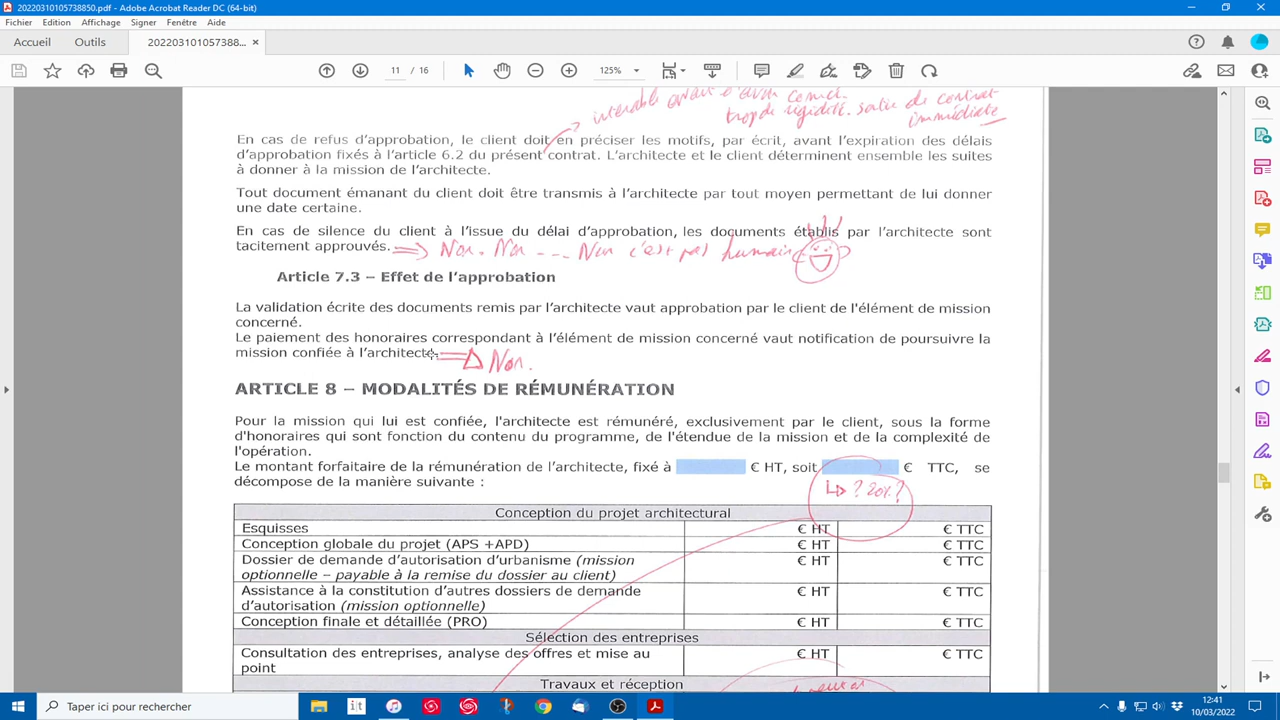 20220310105738850.pdf - Adobe Acrobat Reader DC (64-bit)
Fichier Edition Affichage Signer Fenêtre Aide
Accueil Outils 202203101057388... ×
11 / 16 125%
trop de rigidité. sortie de contrat
immédiate
En cas de refus d'approbation, le client doit en préciser les motifs, par écrit, avant l'expiration des délais
d'approbation fixés à l'article 6.2 du présent contrat. L'architecte et le client déterminent ensemble les suites
à donner à la mission de l'architecte.
Tout document émanant du client doit être transmis à l'architecte par tout moyen permettant de lui donner
une date certaine.
En cas de silence du client à l'issue du délai d'approbation, les documents établis par l'architecte sont
tacitement approuvés. ⇒ Non. Non --- Non c'est pas humain
Article 7.3 – Effet de l'approbation
La validation écrite des documents remis par l'architecte vaut approbation par le client de l'élément de mission
concerné.
Le paiement des honoraires correspondant à l'élément de mission concerné vaut notification de poursuivre la
mission confiée à l'architecte Non.
ARTICLE 8 – MODALITÉS DE RÉMUNÉRATION
Pour la mission qui lui est confiée, l'architecte est rémunéré, exclusivement par le client, sous la forme
d'honoraires qui sont fonction du contenu du programme, de l'étendue de la mission et de la complexité de
l'opération.
Le montant forfaitaire de la rémunération de l'architecte, fixé à € HT, soit € TTC, se
décompose de la manière suivante :
? 20% ?
Conception du projet architectural
Esquisses € HT € TTC
Conception globale du projet (APS +APD) € HT € TTC
Dossier de demande d'autorisation d'urbanisme (mission € HT € TTC
optionnelle – payable à la remise du dossier au client)
Assistance à la constitution d'autres dossiers de demande € HT € TTC
d'autorisation (mission optionnelle)
Conception finale et détaillée (PRO) € HT € TTC
Sélection des entreprises
Consultation des entreprises, analyse des offres et mise au € HT € TTC
point
Travaux et réception
Taper ici pour rechercher
12:41
10/03/2022